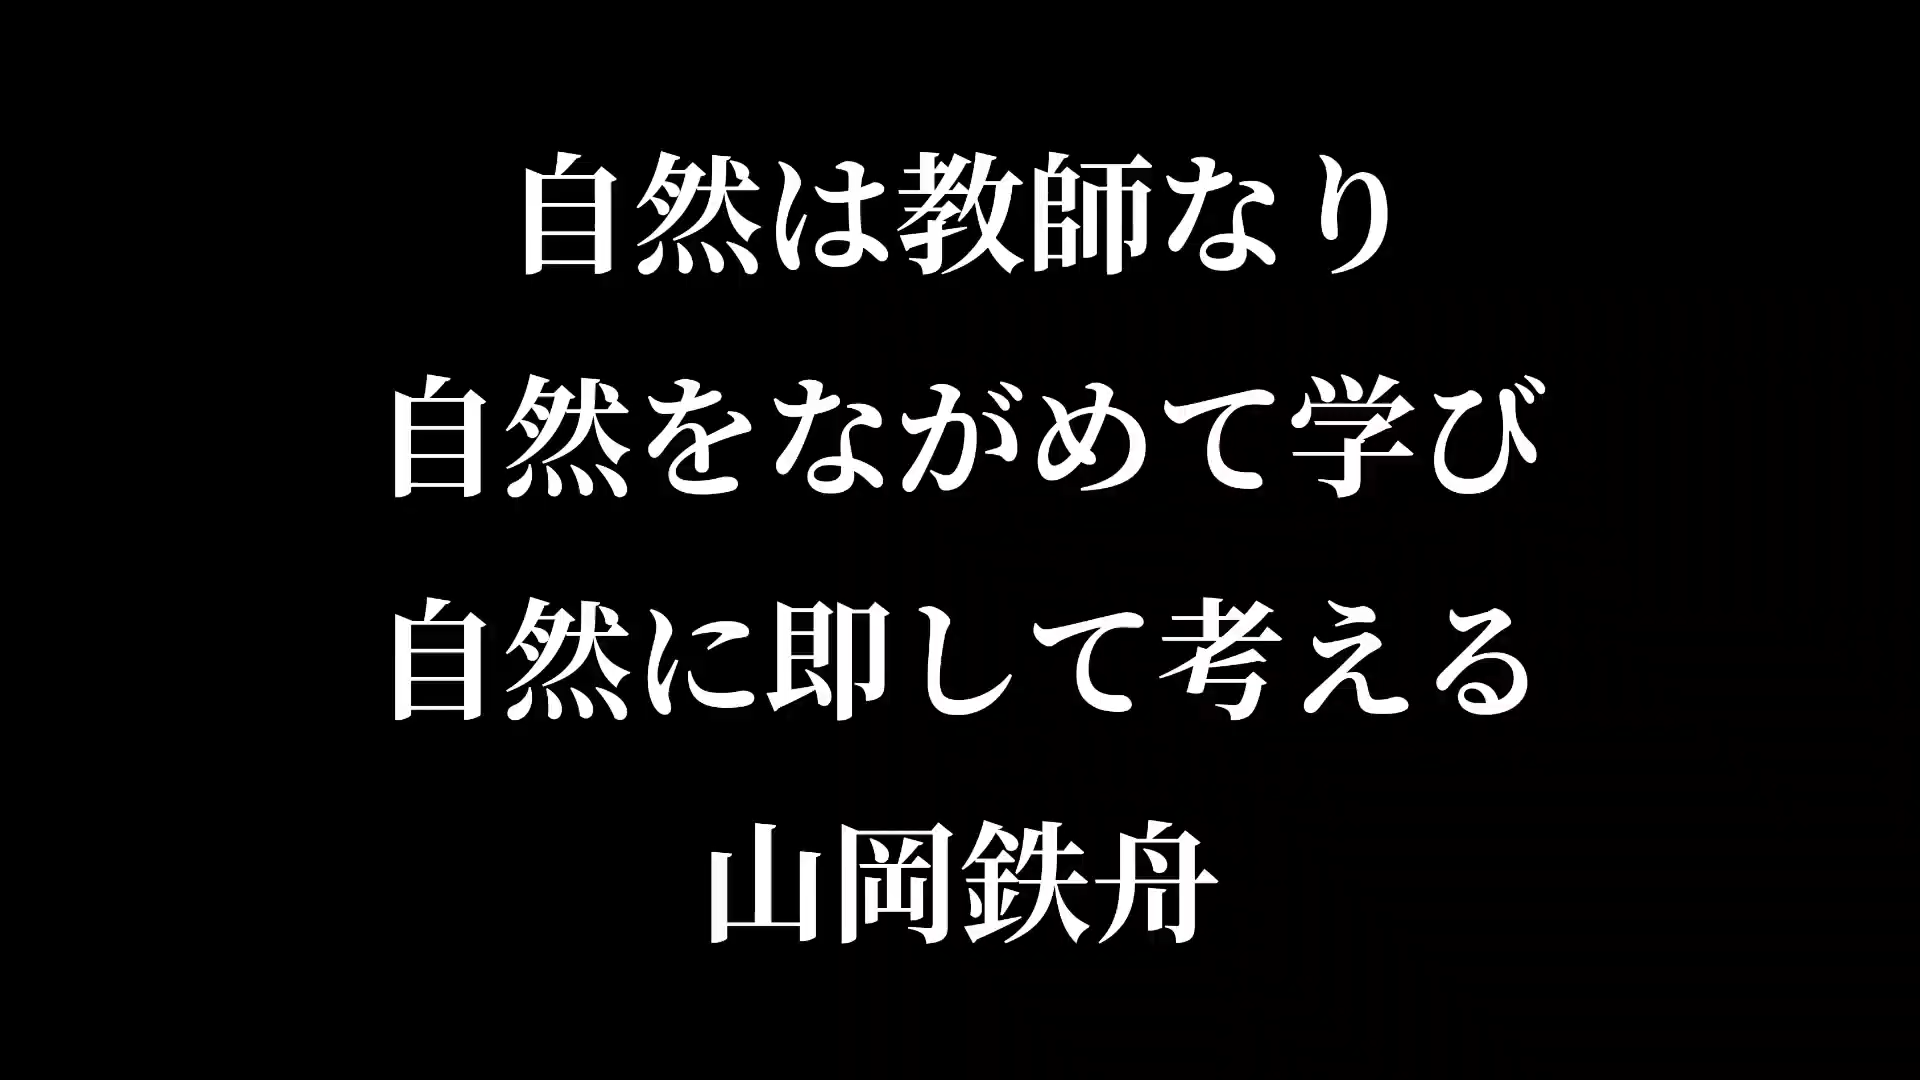 自然は教師なり
自然をながめて学び
自然に即して考える
山岡鉄舟